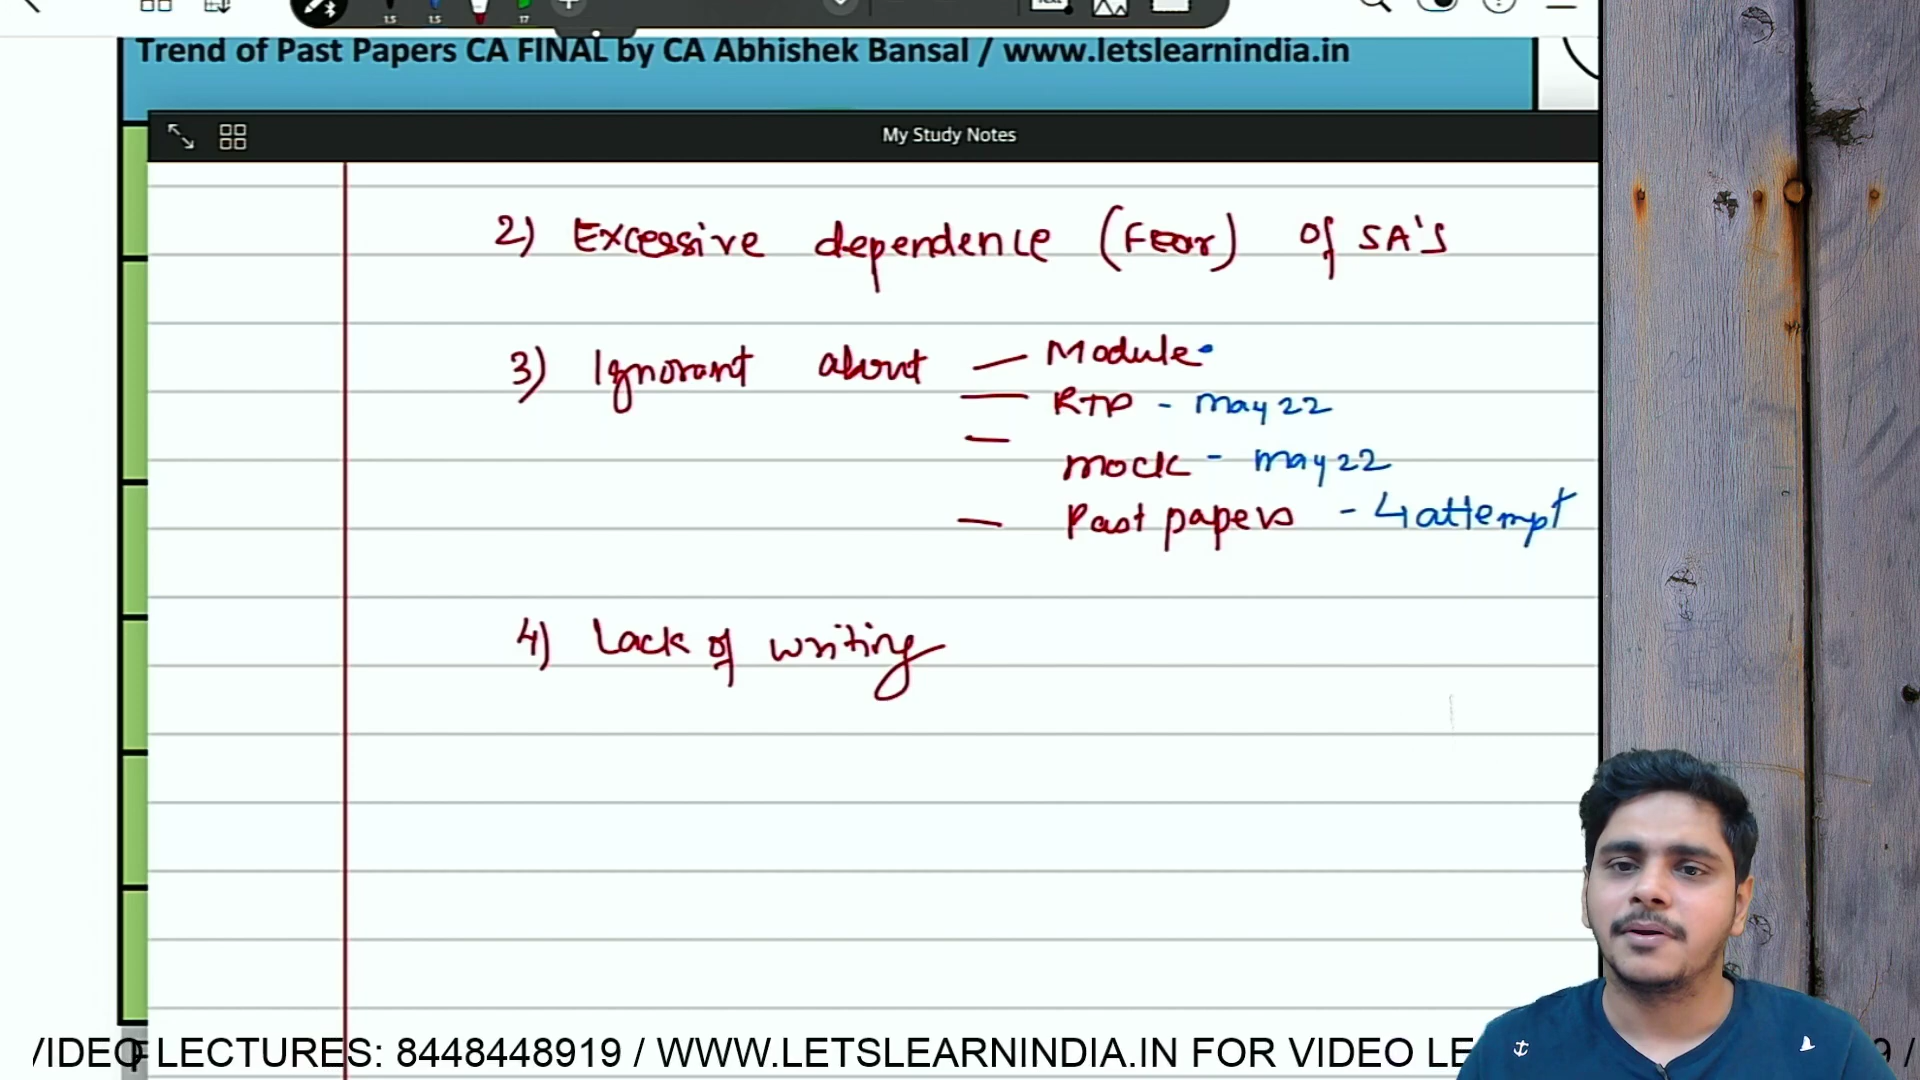 Trend of Past Papers CA FINAL by CA Abhishek Bansal / www.letslearnindia.in
My Study Notes
2) Excessive dependence (Fear) of SA's
3) Ignorant about — Module
— RTP - May 22
— Mock - May 22
— Past papers - 4 attempt
4) Lack of writing
VIDEO LECTURES: 8448448919 / WWW.LETSLEARNINDIA.IN FOR VIDEO LE